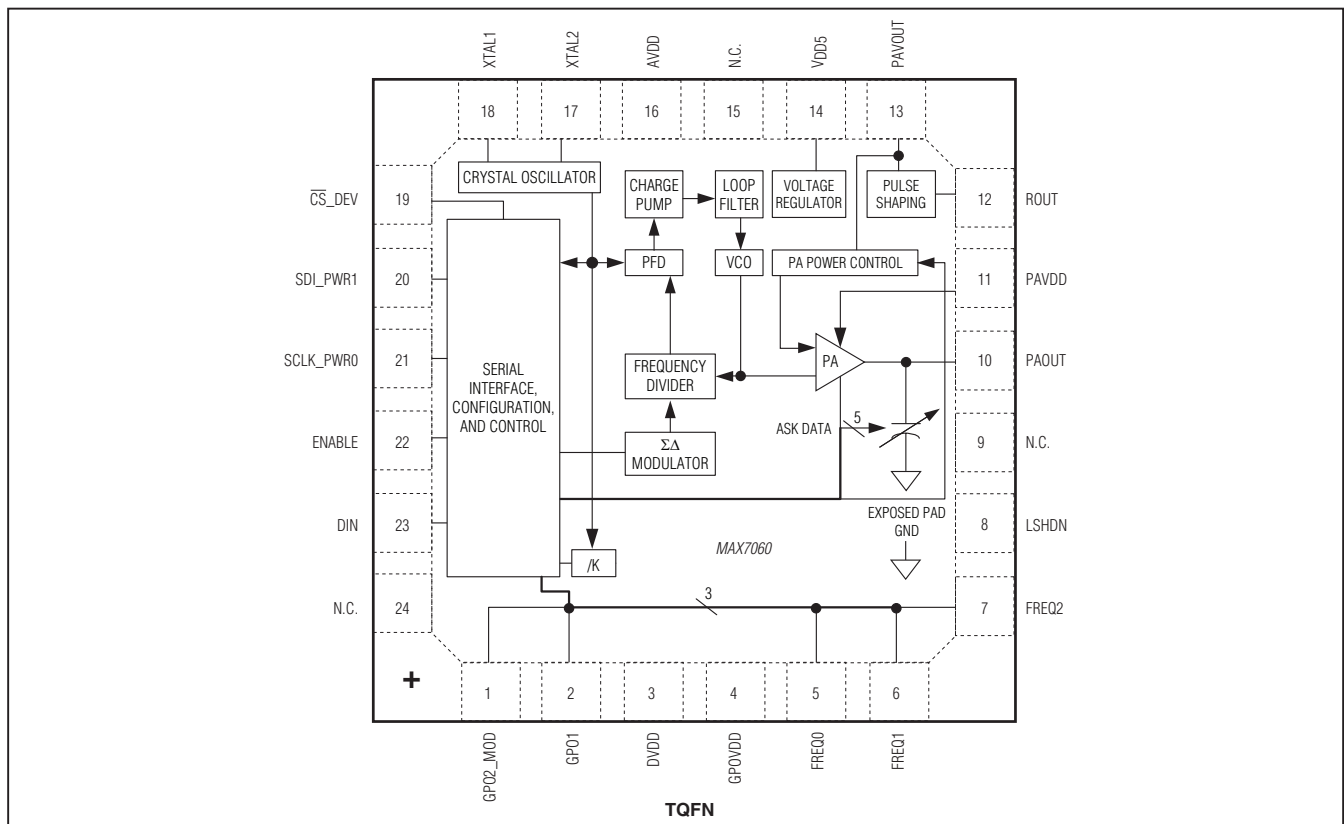 XTAL1
XTAL2
AVDD
N.C.
VDD5
PAVOUT
18
17
16
15
14
13
CRYSTAL OSCILLATOR
CHARGE
PUMP
LOOP
FILTER
VOLTAGE
REGULATOR
PULSE
SHAPING
CS_DEV
19
12
ROUT
SDI_PWR1
20
PFD
VCO
PA POWER CONTROL
11
PAVDD
SCLK_PWR0
21
SERIAL
INTERFACE,
CONFIGURATION,
AND CONTROL
FREQUENCY
DIVIDER
PA
10
PAOUT
ENABLE
22
ΣΔ
MODULATOR
ASK DATA
5
9
N.C.
DIN
23
EXPOSED PAD
GND
8
LSHDN
/K
MAX7060
N.C.
24
3
7
FREQ2
+
1
2
3
4
5
6
GPO2_MOD
GPO1
DVDD
GPOVDD
FREQ0
FREQ1
TQFN